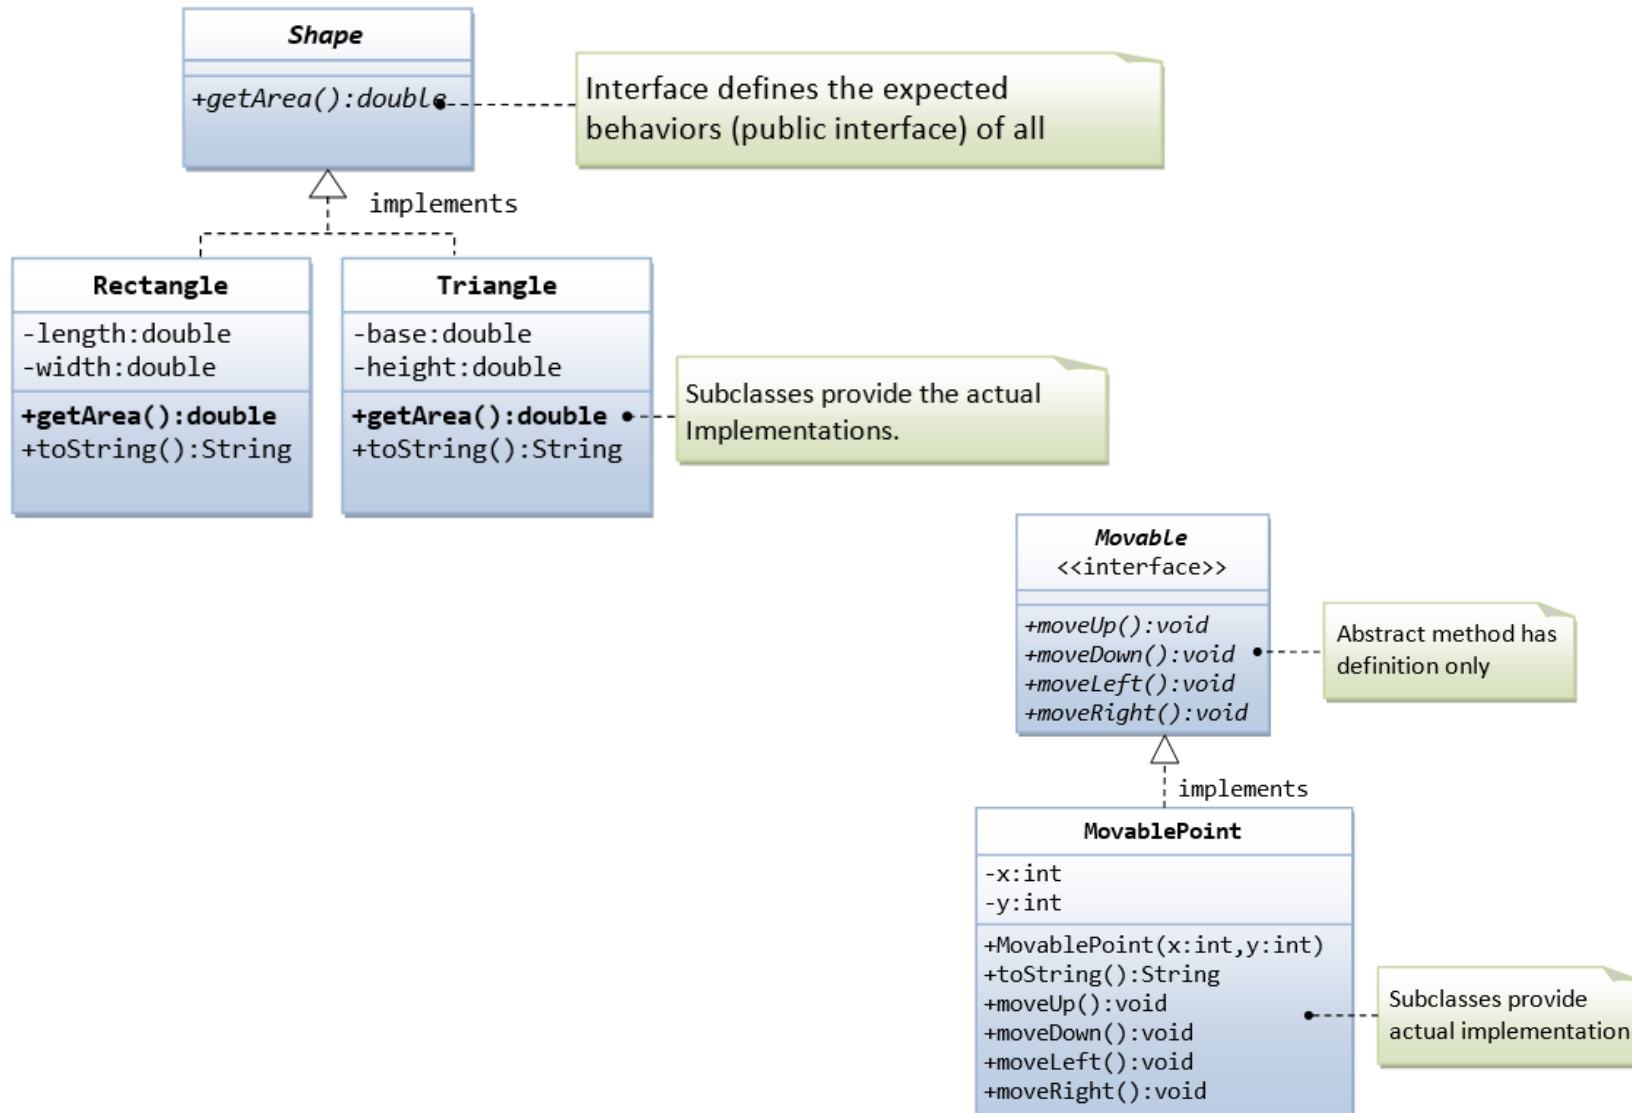 Shape
+getArea():double
Interface defines the expected
behaviors (public interface) of all
implements
Rectangle
-length:double
-width:double
+getArea():double
+toString():String
Triangle
-base:double
-height:double
+getArea():double
+toString():String
Subclasses provide the actual
Implementations.
Movable
<<interface>>
+moveUp():void
+moveDown():void
+moveLeft():void
+moveRight():void
Abstract method has
definition only
implements
MovablePoint
-x:int
-y:int
+MovablePoint(x:int,y:int)
+toString():String
+moveUp():void
+moveDown():void
+moveLeft():void
+moveRight():void
Subclasses provide
actual implementation